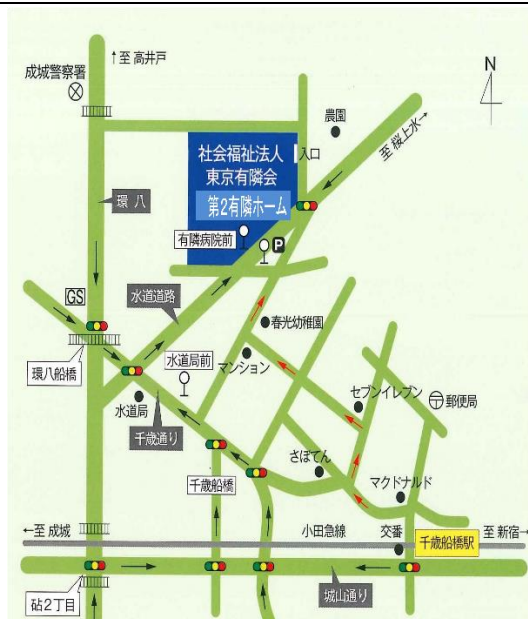 ↑至 高井戸
成城警察署
N
農園
至 桜上水→
社会福祉法人
入口
東京有隣会
第2有隣ホーム
環 八
有隣病院前
P
GS
水道道路
春光幼稚園
環八船橋
水道局前
マンション
セブンイレブン
郵便局
水道局
千歳通り
さぼてん
千歳船橋
マクドナルド
←至 成城
小田急線
交番
千歳船橋駅
至 新宿→
砧2丁目
城山通り